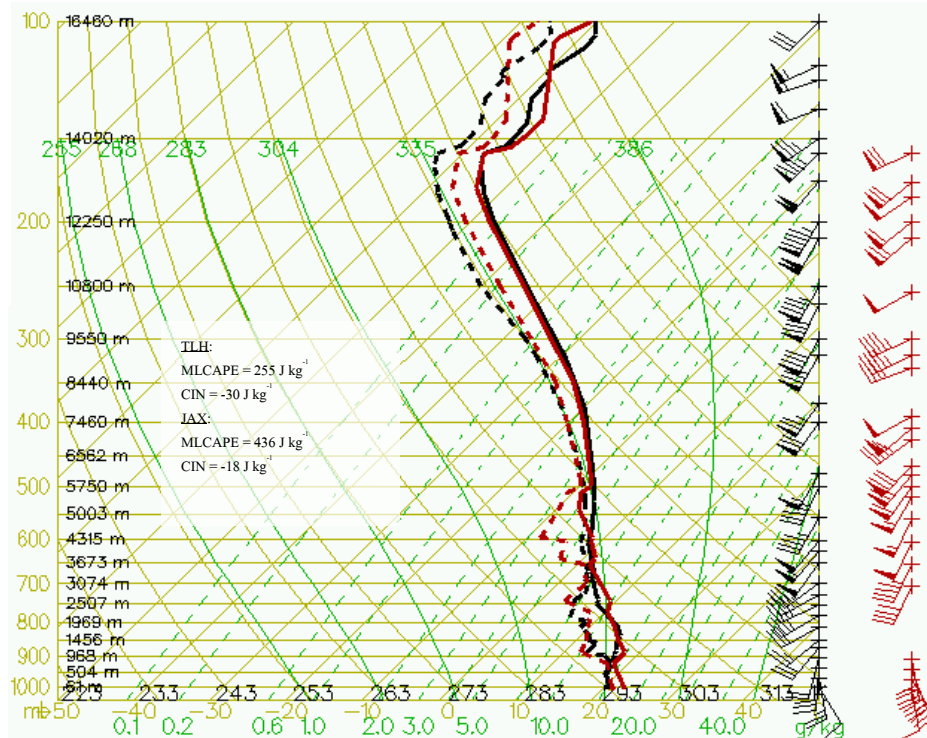 100 16460 m
14020 m
255 268 283 304 335 386
200 12250 m
10800 m
300 9550 m
TLH:
MLCAPE = 255 J kg⁻¹
8440 m
CIN = -30 J kg⁻¹
JAX:
400 7460 m
MLCAPE = 436 J kg⁻¹
6562 m
CIN = -18 J kg⁻¹
500 5750 m
5003 m
600 4315 m
3673 m
700 3074 m
2507 m
800 1969 m
1456 m
900 968 m
504 m
1000
223 233 243 253 263 273 283 293 303 313
mb -50 -40 -30 -20 -10 0 10 20 30 40
0.1 0.2 0.6 1.0 2.0 3.0 5.0 10.0 20.0 40.0 g/kg